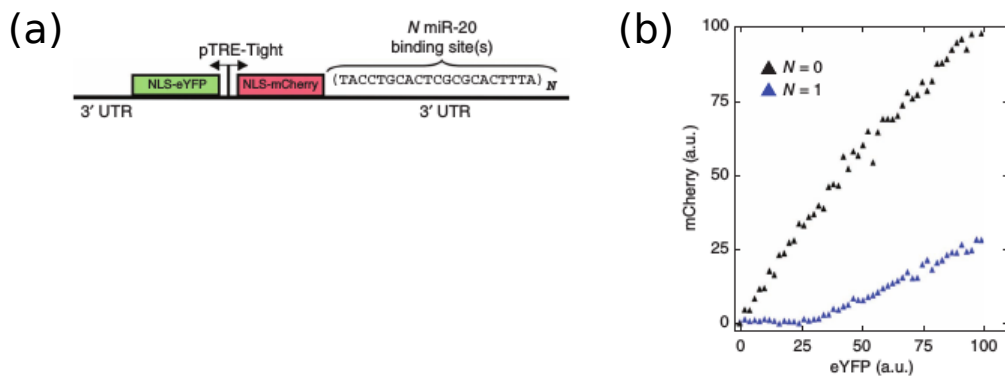 (a)
N miR-20
binding site(s)
pTRE-Tight
NLS-eYFP
NLS-mCherry
(TACCTGCACTCGCGCACTTTA)N
3' UTR
3' UTR
(b)
100
75
50
25
0
mCherry (a.u.)
N = 0
N = 1
0 25 50 75 100
eYFP (a.u.)